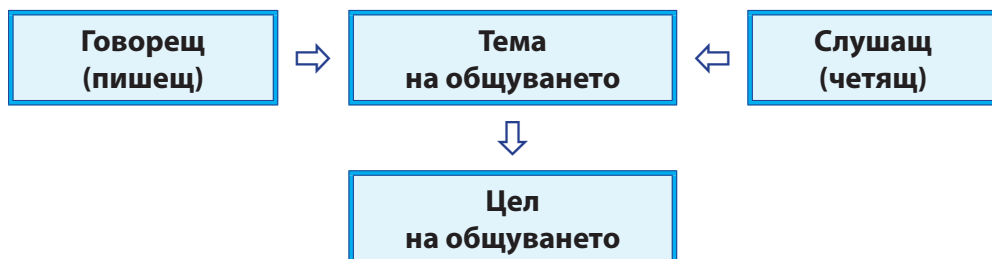 Говорещ
(пишещ)
Тема
на общуването
Слушащ
(четящ)
Цел
на общуването